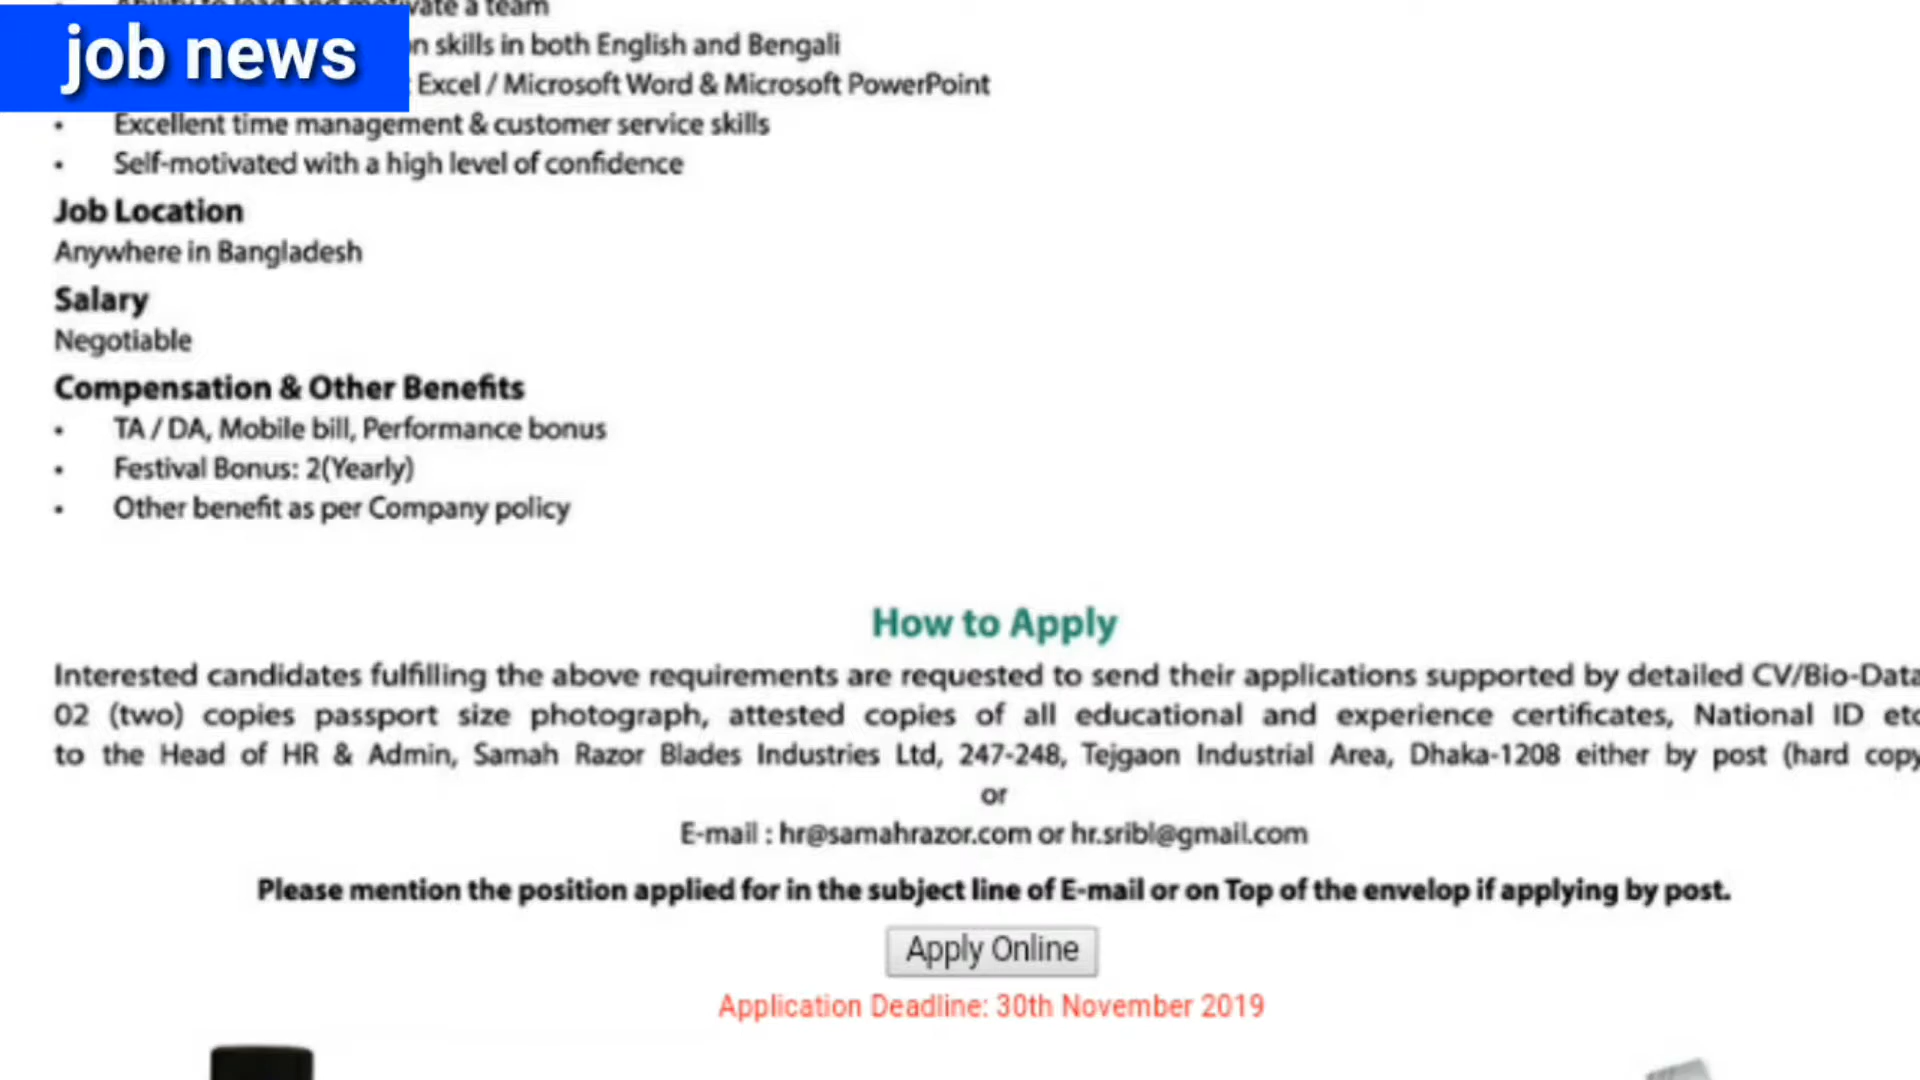 Ability to lead and motivate a team
job news
n skills in both English and Bengali
Excel / Microsoft Word & Microsoft PowerPoint
• Excellent time management & customer service skills
• Self-motivated with a high level of confidence
Job Location
Anywhere in Bangladesh
Salary
Negotiable
Compensation & Other Benefits
• TA / DA, Mobile bill, Performance bonus
• Festival Bonus: 2(Yearly)
• Other benefit as per Company policy
How to Apply
Interested candidates fulfilling the above requirements are requested to send their applications supported by detailed CV/Bio-Data
02 (two) copies passport size photograph, attested copies of all educational and experience certificates, National ID etc
to the Head of HR & Admin, Samah Razor Blades Industries Ltd, 247-248, Tejgaon Industrial Area, Dhaka-1208 either by post (hard copy
or
E-mail : hr@samahrazor.com or hr.sribl@gmail.com
Please mention the position applied for in the subject line of E-mail or on Top of the envelop if applying by post.
Apply Online
Application Deadline: 30th November 2019